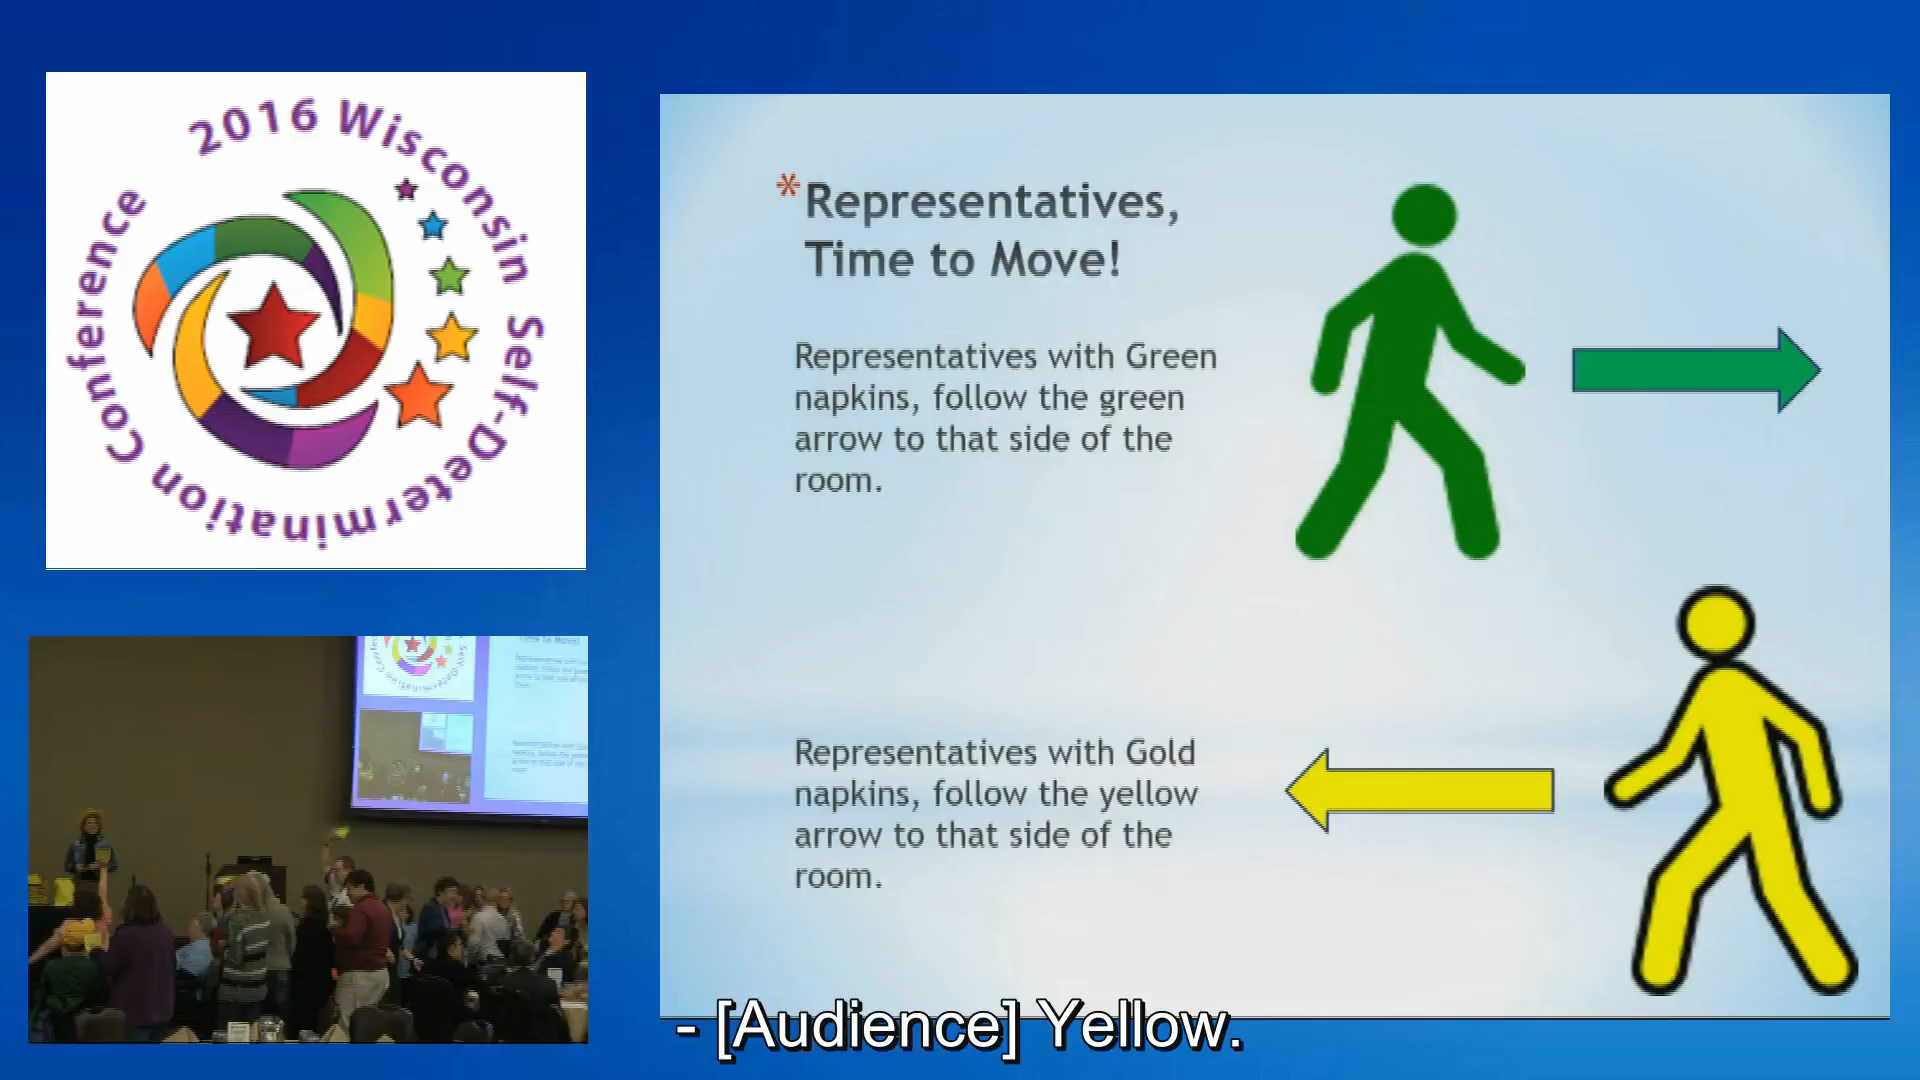 2016 Wisconsin Self-Determination Conference
*Representatives,
Time to Move!
Representatives with Green
napkins, follow the green
arrow to that side of the
room.
Representatives with Gold
napkins, follow the yellow
arrow to that side of the
room.
- [Audience] Yellow.